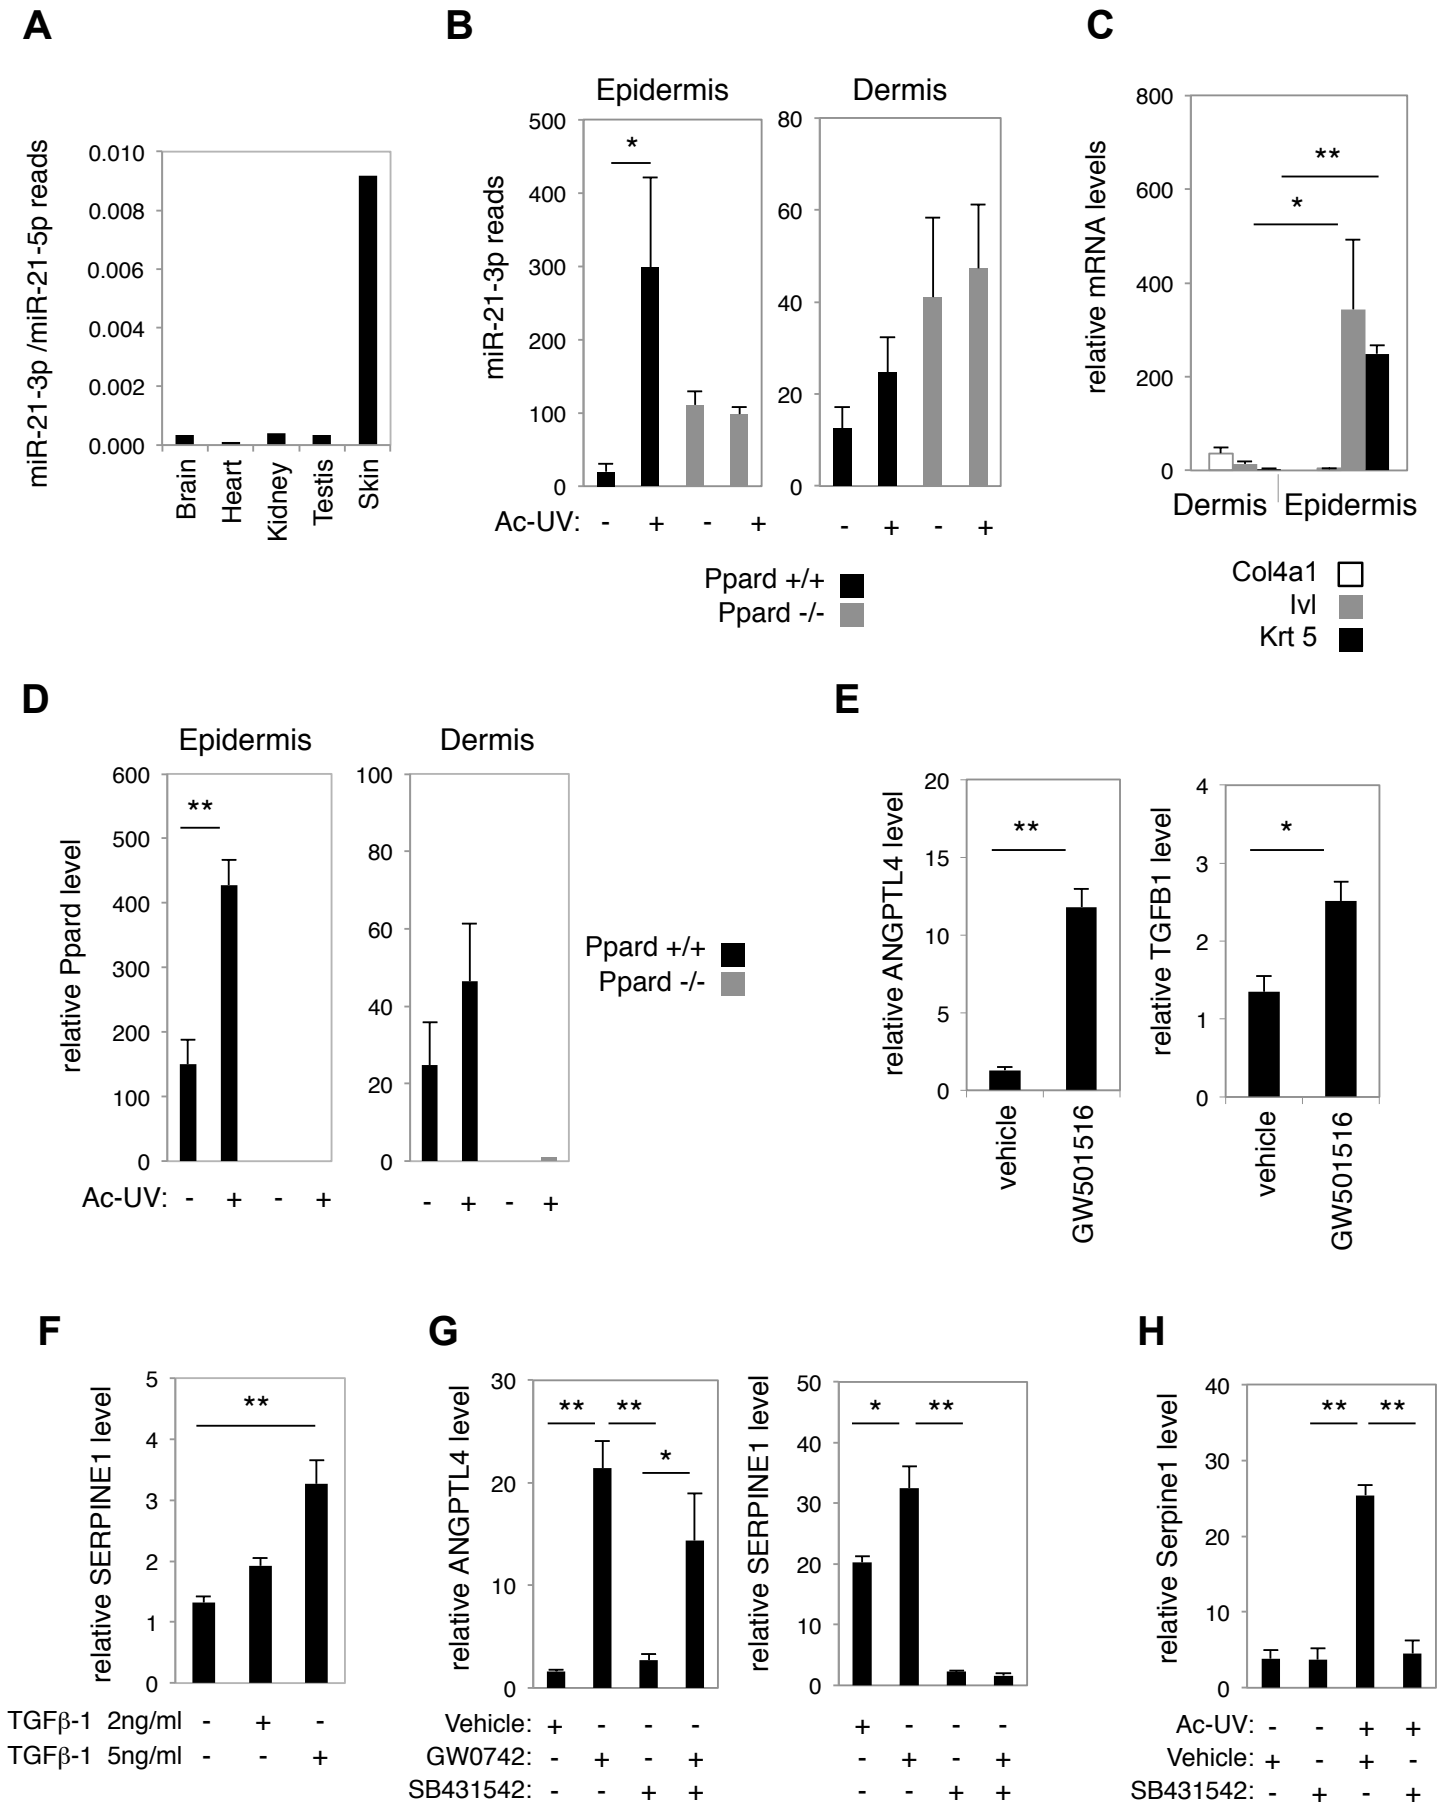 A
miR-21-3p /miR-21-5p reads
0.010
0.008
0.006
0.004
0.002
0.000
Brain
Heart
Kidney
Testis
Skin
B
Epidermis
Dermis
miR-21-3p reads
500
400
300
200
100
0
*
80
60
40
20
0
Ac-UV: - + - + - + - +
Ppard +/+
Ppard -/-
C
relative mRNA levels
800
600
400
200
0
**
*
Dermis Epidermis
Col4a1
Ivl
Krt 5
D
Epidermis
Dermis
relative Ppard level
600
500
400
300
200
100
0
**
100
80
60
40
20
0
Ac-UV: - + - + - + - +
Ppard +/+
Ppard -/-
E
relative ANGPTL4 level
20
15
10
5
0
**
vehicle
GW501516
relative TGFB1 level
4
3
2
1
0
*
vehicle
GW501516
F
relative SERPINE1 level
5
4
3
2
1
0
**
TGFβ-1 2ng/ml - + -
TGFβ-1 5ng/ml - - +
G
relative ANGPTL4 level
30
20
10
0
** **
*
relative SERPINE1 level
50
40
30
20
10
0
* **
Vehicle: + - - - + - - -
GW0742: - + - + - + - +
SB431542: - - + + - - + +
H
relative Serpine1 level
40
30
20
10
0
** **
Ac-UV: - - + +
Vehicle: + - + -
SB431542: - + - +